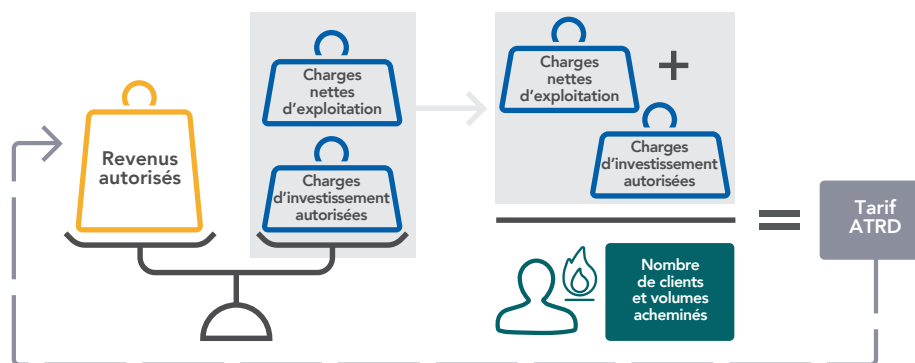 Revenus
autorisés
Charges
nettes
d'exploitation
Charges
d'investissement
autorisées
Charges
nettes
d'exploitation
+
Charges
d'investissement
autorisées
=
Nombre
de clients
et volumes
acheminés
Tarif
ATRD